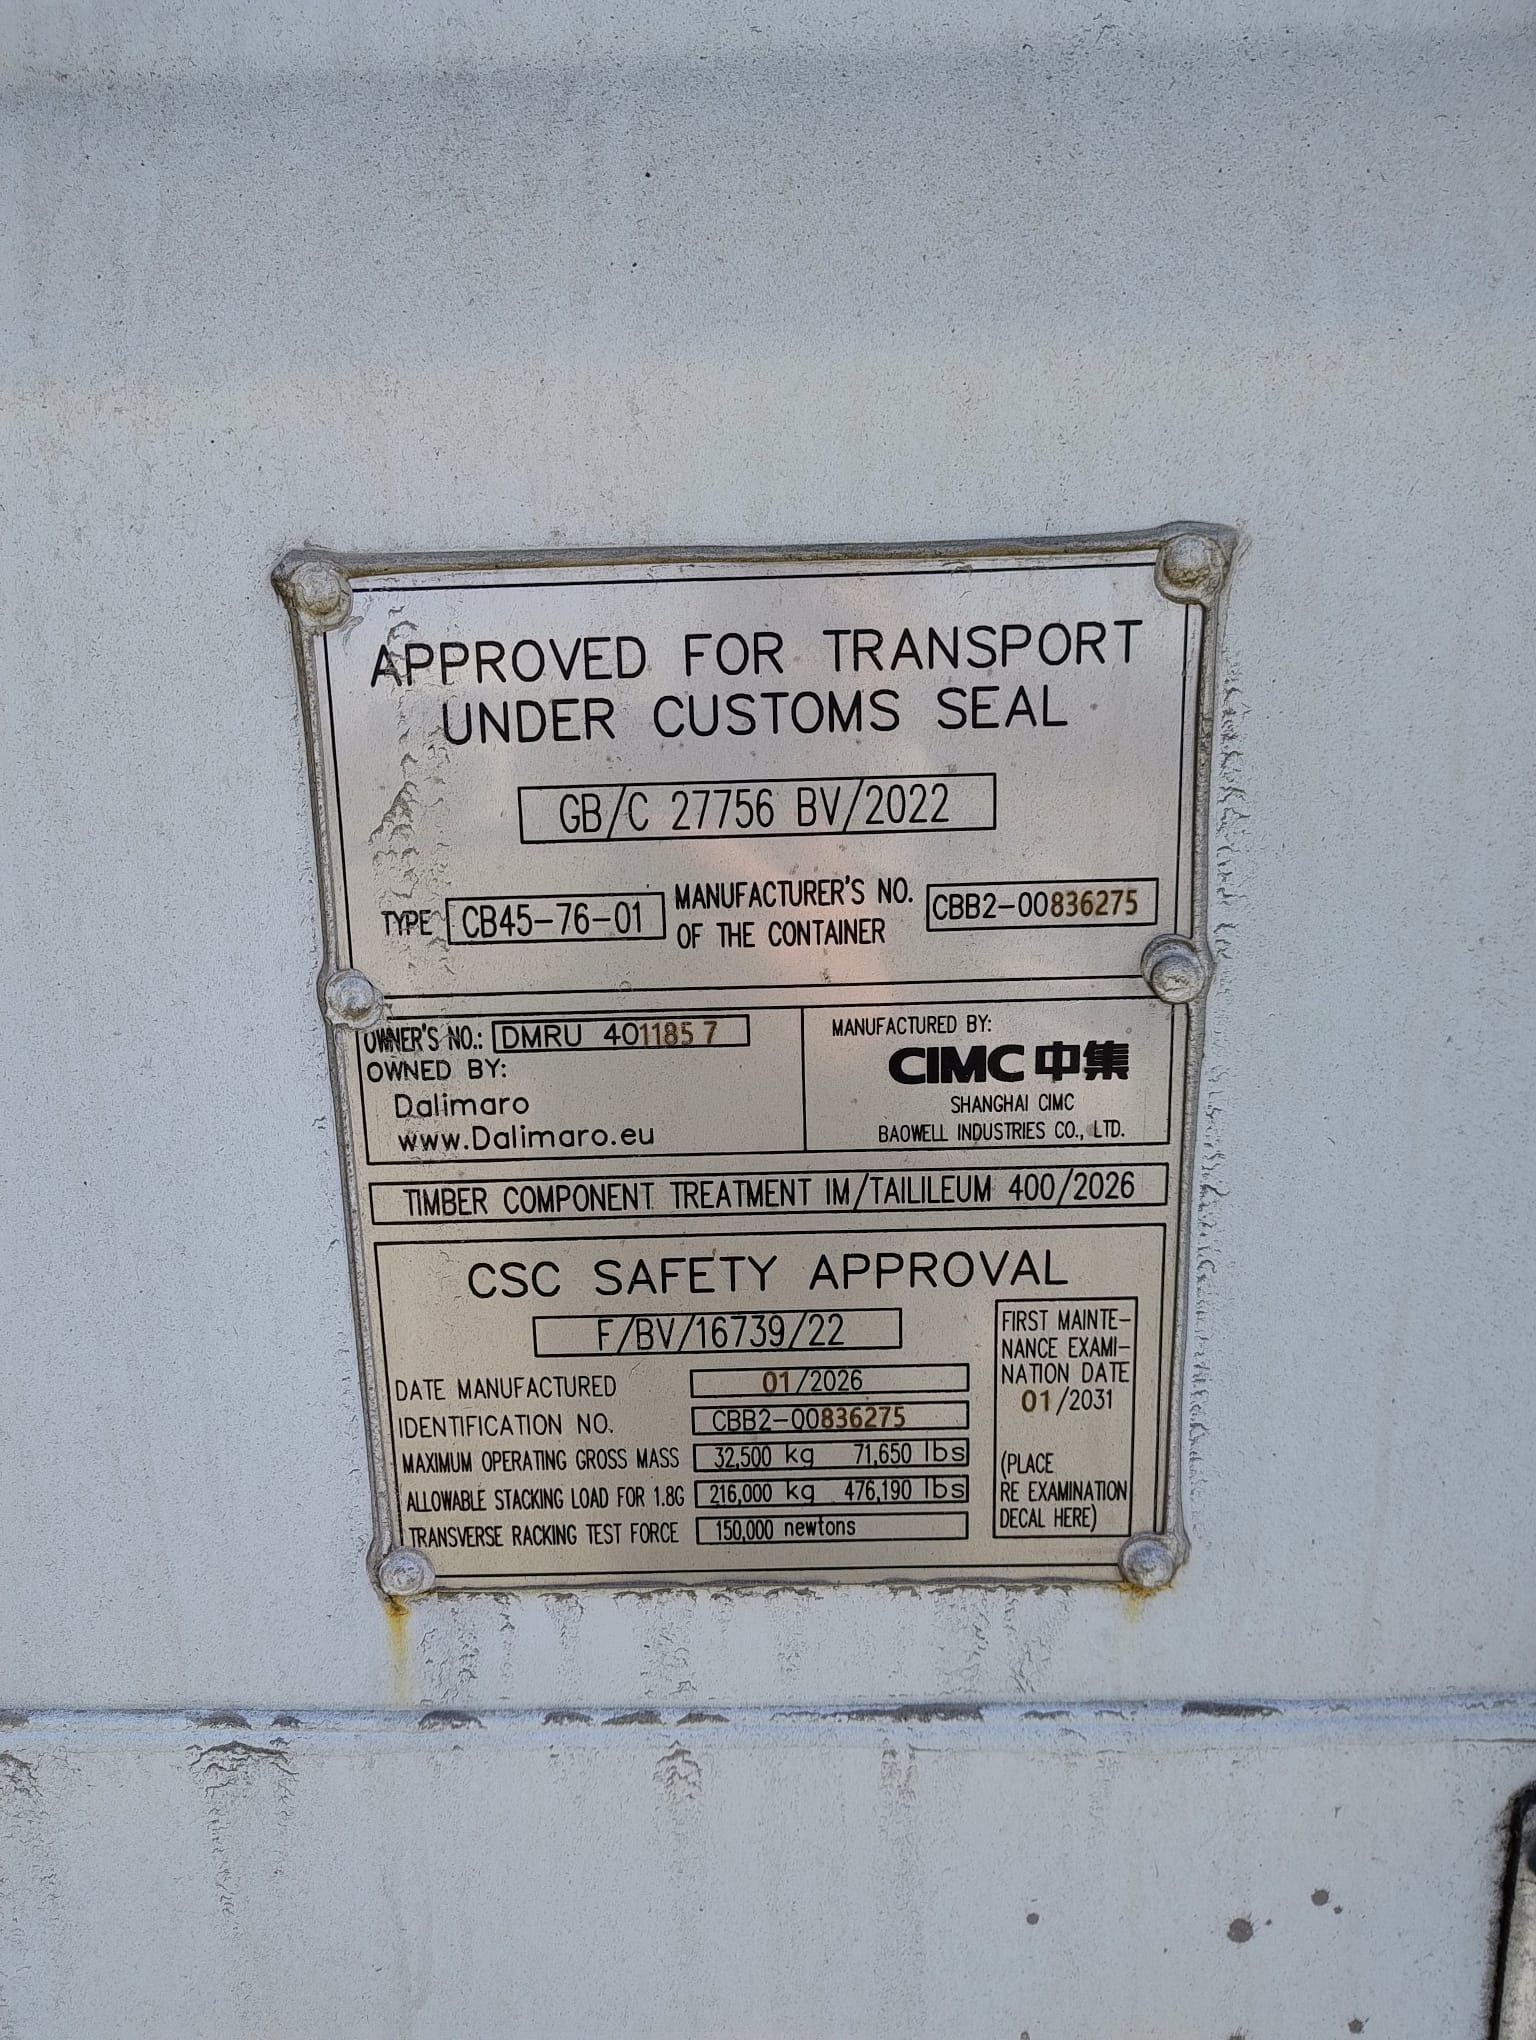 APPROVED FOR TRANSPORT
UNDER CUSTOMS SEAL
GB/C 27756 BV/2022
TYPE CB45-76-01 MANUFACTURER'S NO. OF THE CONTAINER CBB2-00836275
OWNER'S NO.: DMRU 401185 7
OWNED BY:
Dalimaro
www.Dalimaro.eu
MANUFACTURED BY:
CIMC 中集
SHANGHAI CIMC
BAOWELL INDUSTRIES CO., LTD.
TIMBER COMPONENT TREATMENT IM/TAILILEUM 400/2026
CSC SAFETY APPROVAL
F/BV/16739/22
DATE MANUFACTURED 01/2026
IDENTIFICATION NO. CBB2-00836275
MAXIMUM OPERATING GROSS MASS 32,500 kg 71,650 lbs
ALLOWABLE STACKING LOAD FOR 1.8G 216,000 kg 476,190 lbs
TRANSVERSE RACKING TEST FORCE 150,000 newtons
FIRST MAINTE-
NANCE EXAMI-
NATION DATE
01/2031
(PLACE
RE EXAMINATION
DECAL HERE)